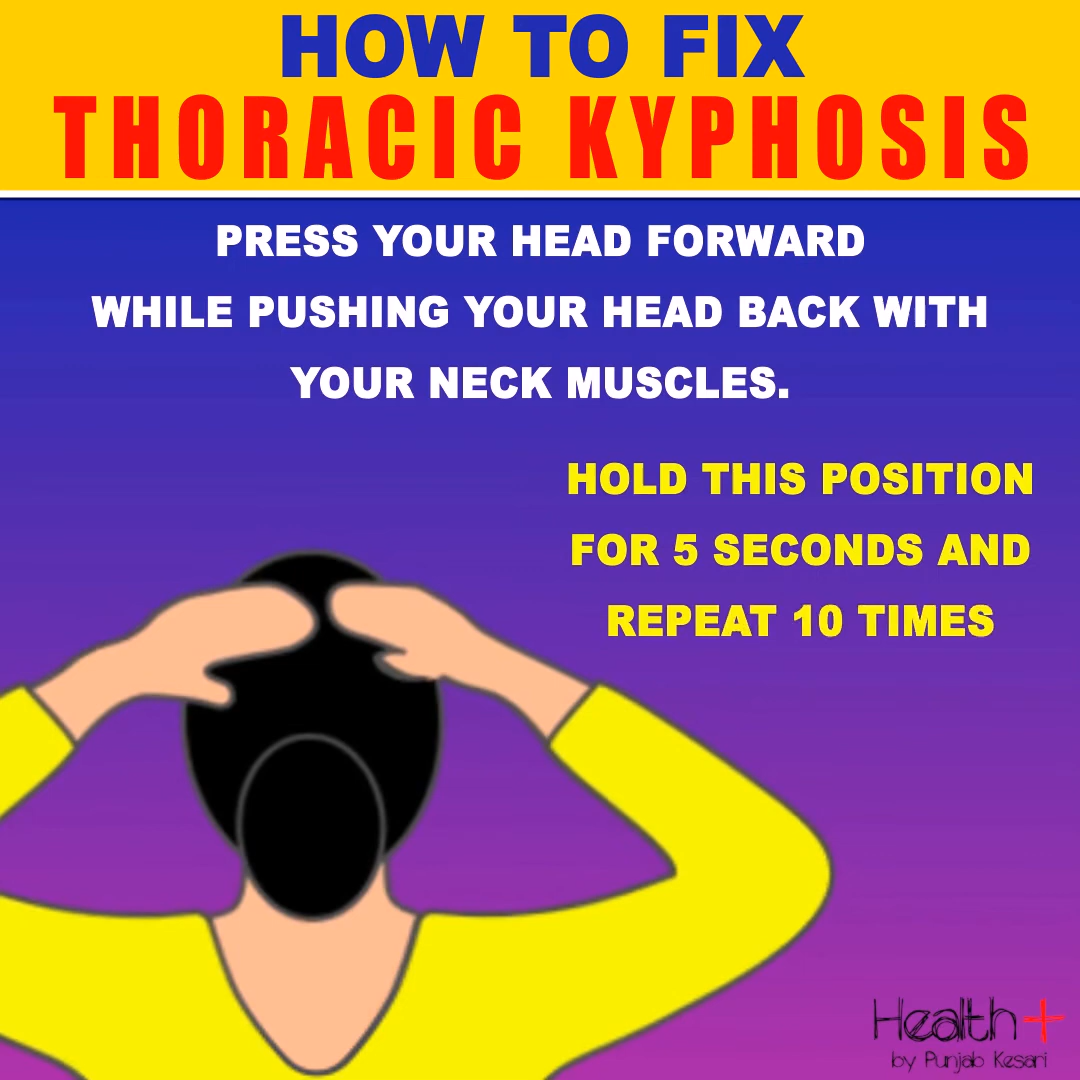 HOW TO FIX
THORACIC KYPHOSIS
PRESS YOUR HEAD FORWARD
WHILE PUSHING YOUR HEAD BACK WITH
YOUR NECK MUSCLES.
HOLD THIS POSITION
FOR 5 SECONDS AND
REPEAT 10 TIMES
Health+
by Punjab Kesari